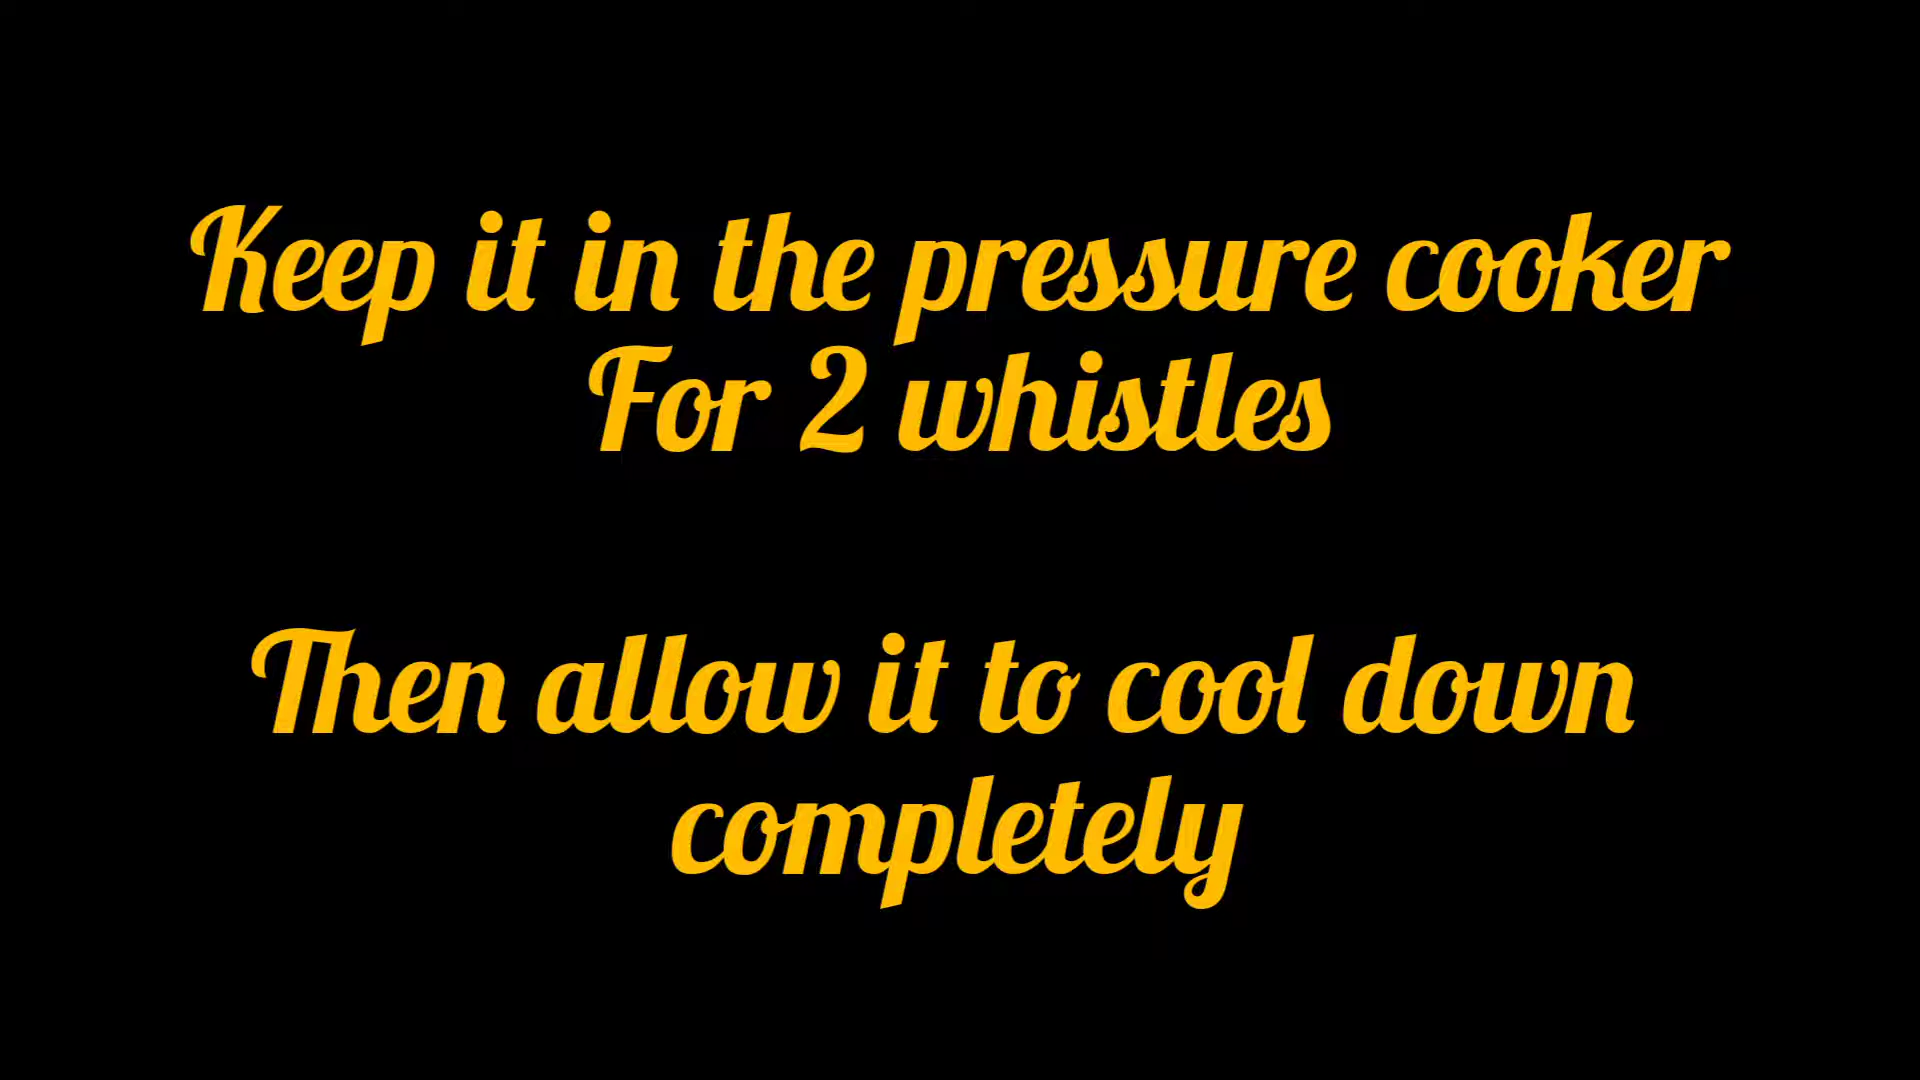 Keep it in the pressure cooker
For 2 whistles
Then allow it to cool down
completely